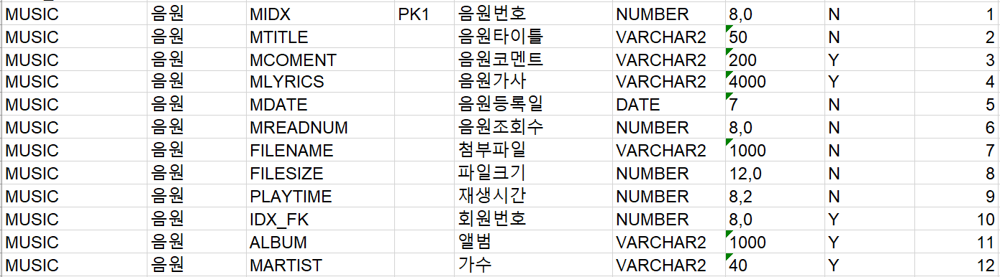 MUSIC 음원 MIDX PK1 음원번호 NUMBER 8,0 N 1
MUSIC 음원 MTITLE 음원타이틀 VARCHAR2 50 N 2
MUSIC 음원 MCOMENT 음원코멘트 VARCHAR2 200 Y 3
MUSIC 음원 MLYRICS 음원가사 VARCHAR2 4000 Y 4
MUSIC 음원 MDATE 음원등록일 DATE 7 N 5
MUSIC 음원 MREADNUM 음원조회수 NUMBER 8,0 N 6
MUSIC 음원 FILENAME 첨부파일 VARCHAR2 1000 N 7
MUSIC 음원 FILESIZE 파일크기 NUMBER 12,0 N 8
MUSIC 음원 PLAYTIME 재생시간 NUMBER 8,2 N 9
MUSIC 음원 IDX_FK 회원번호 NUMBER 8,0 Y 10
MUSIC 음원 ALBUM 앨범 VARCHAR2 1000 Y 11
MUSIC 음원 MARTIST 가수 VARCHAR2 40 Y 12